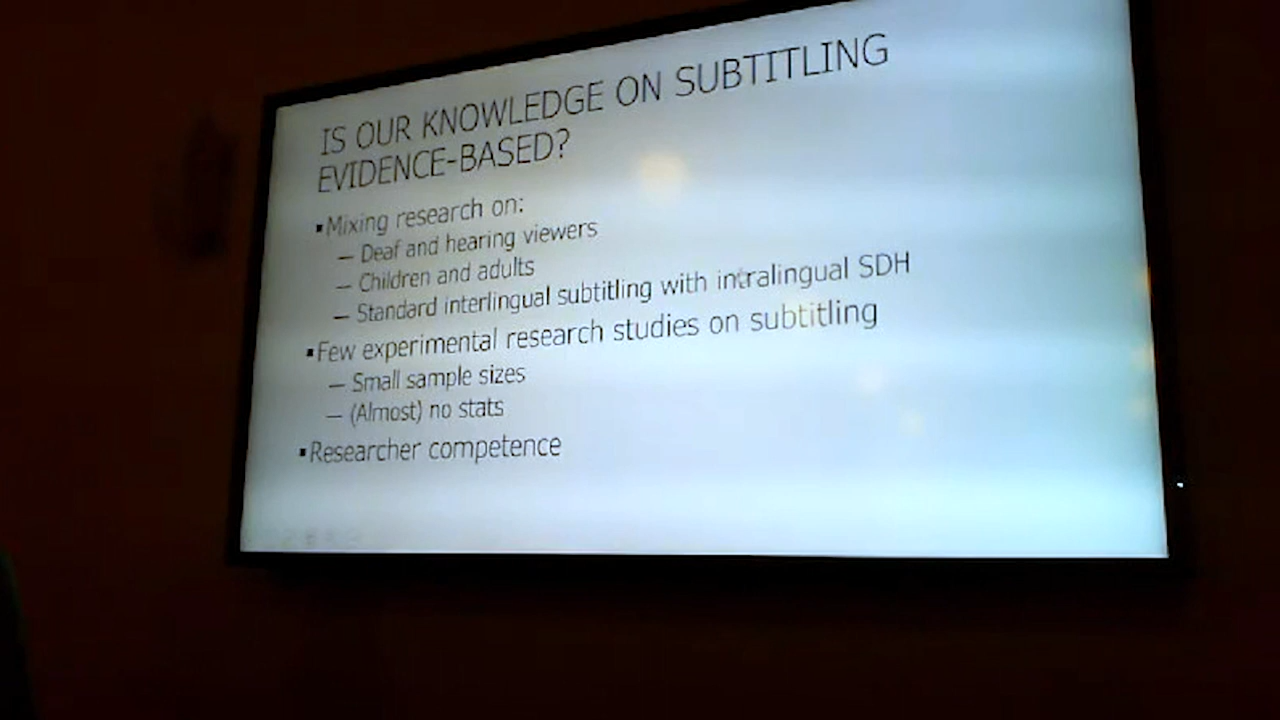 IS OUR KNOWLEDGE ON SUBTITLING
EVIDENCE-BASED?
▪Mixing research on:
– Deaf and hearing viewers
– Children and adults
– Standard interlingual subtitling with intralingual SDH
▪Few experimental research studies on subtitling
– Small sample sizes
– (Almost) no stats
▪Researcher competence